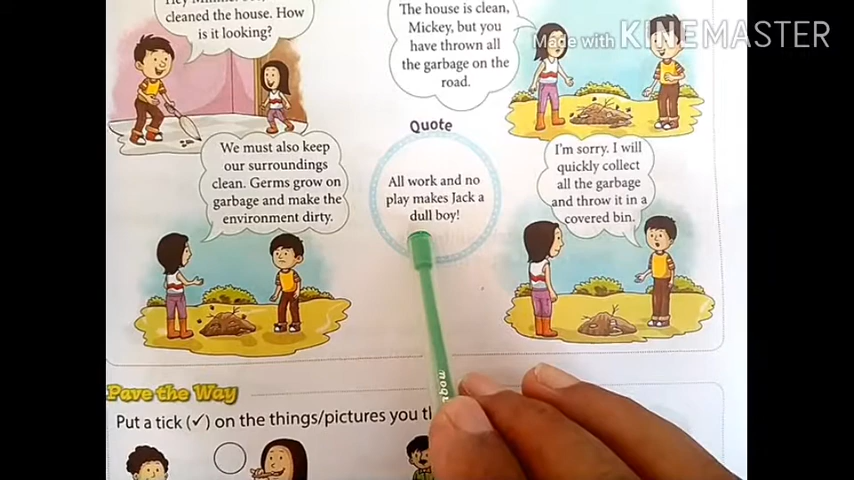 cleaned the house. How
is it looking?
The house is clean,
Mickey, but you
have thrown all
the garbage on the
road.
Made with KINEMASTER
We must also keep
our surroundings
clean. Germs grow on
garbage and make the
environment dirty.
Quote
All work and no
play makes Jack a
dull boy!
I'm sorry. I will
quickly collect
all the garbage
and throw it in a
covered bin.
Pave the Way
Put a tick (✓) on the things/pictures you